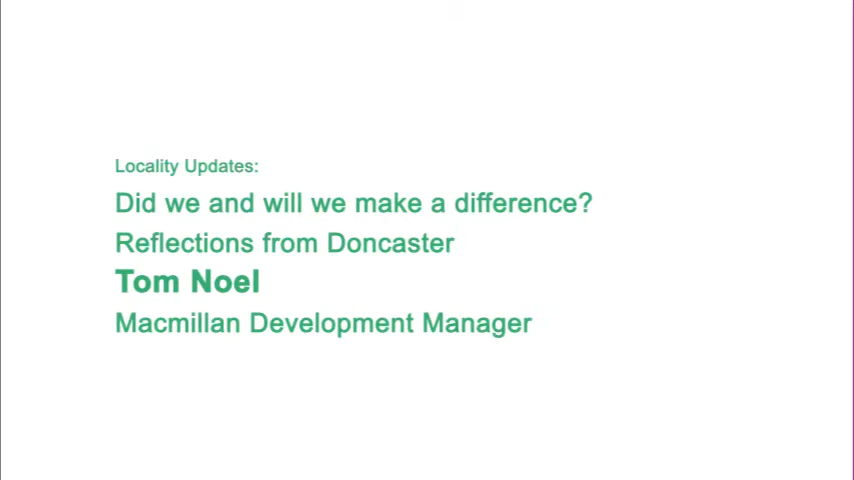 Locality Updates:
Did we and will we make a difference?
Reflections from Doncaster
Tom Noel
Macmillan Development Manager